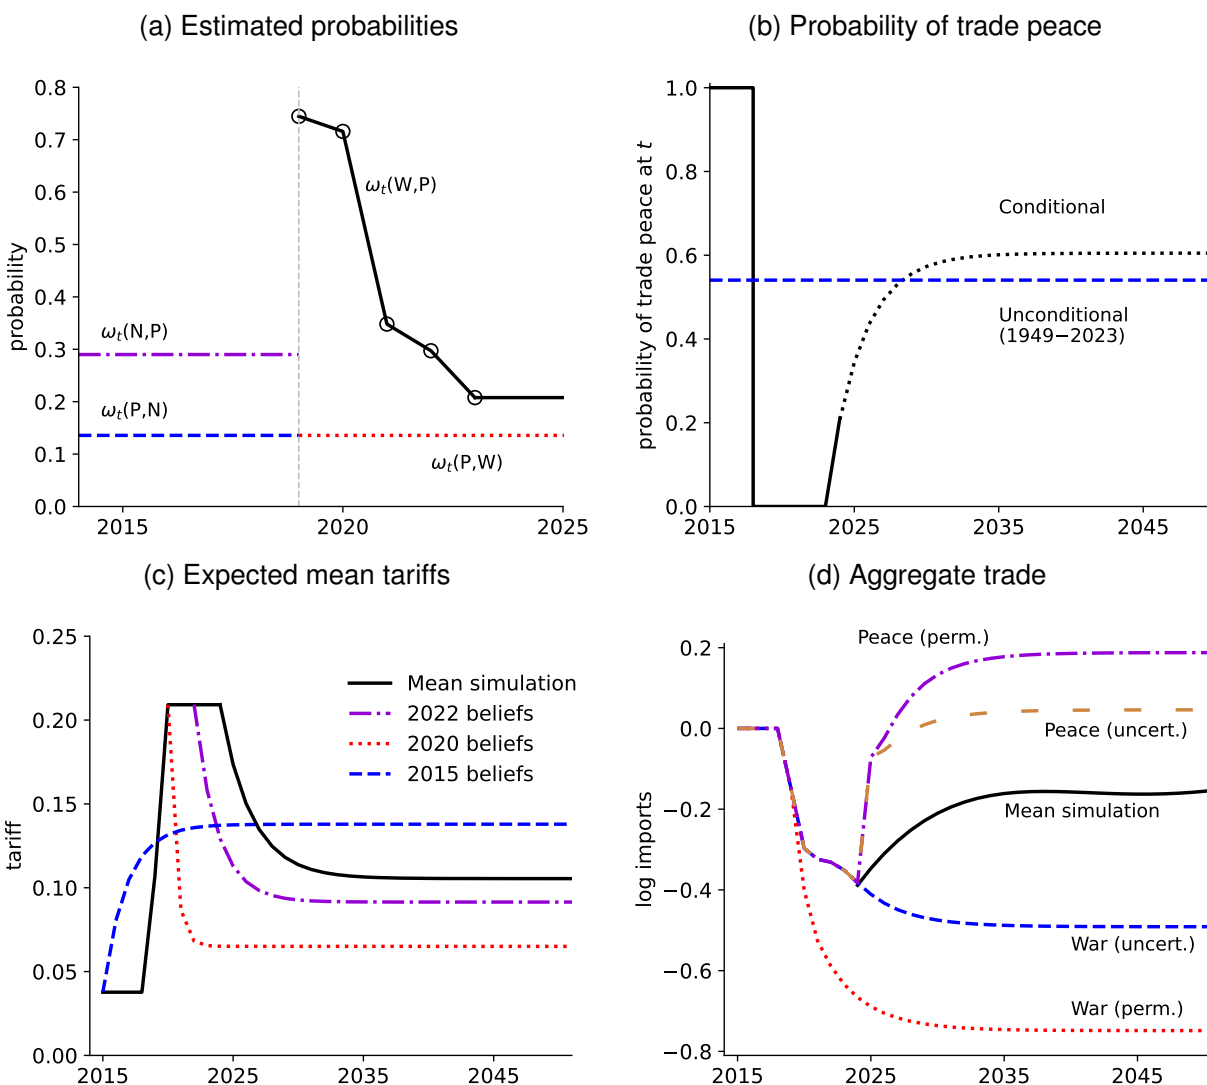 (a) Estimated probabilities
probability
0.8
0.7
0.6
0.5
0.4
0.3
0.2
0.1
0.0
ωₜ(W,P)
ωₜ(N,P)
ωₜ(P,N)
ωₜ(P,W)
2015
2020
2025
(b) Probability of trade peace
probability of trade peace at t
1.0
0.8
0.6
0.4
0.2
0.0
Conditional
Unconditional
(1949−2023)
2015
2025
2035
2045
(c) Expected mean tariffs
tariff
0.25
0.20
0.15
0.10
0.05
0.00
Mean simulation
2022 beliefs
2020 beliefs
2015 beliefs
2015
2025
2035
2045
(d) Aggregate trade
log imports
0.2
0.0
−0.2
−0.4
−0.6
−0.8
Peace (perm.)
Peace (uncert.)
Mean simulation
War (uncert.)
War (perm.)
2015
2025
2035
2045